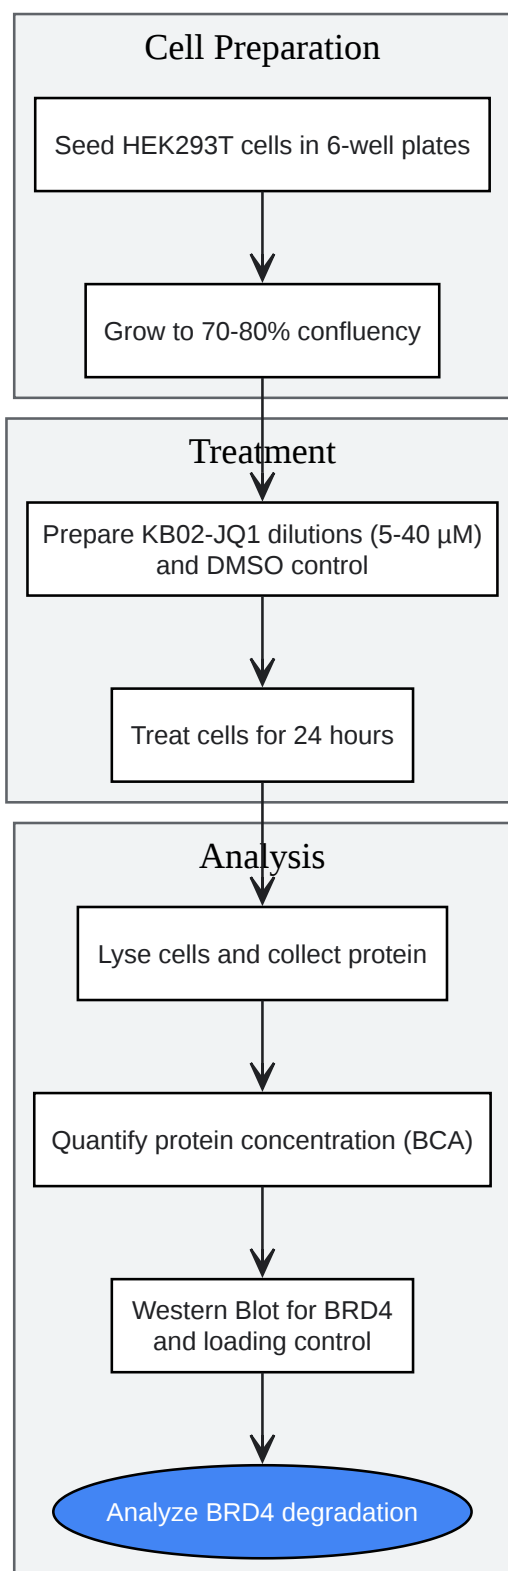 Cell Preparation
Seed HEK293T cells in 6-well plates
Grow to 70-80% confluency
Treatment
Prepare KB02-JQ1 dilutions (5-40 µM)
and DMSO control
Treat cells for 24 hours
Analysis
Lyse cells and collect protein
Quantify protein concentration (BCA)
Western Blot for BRD4
and loading control
Analyze BRD4 degradation